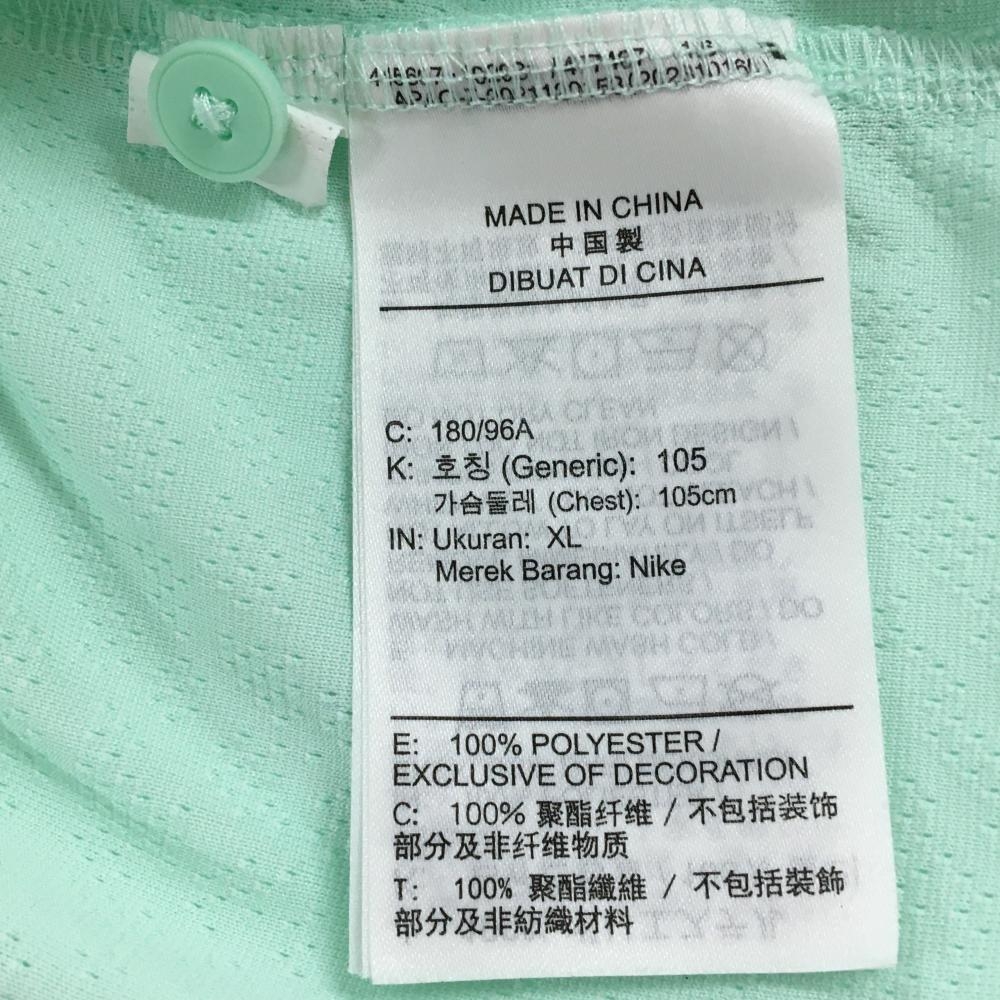 MADE IN CHINA
中国製
DIBUAT DI CINA
C: 180/96A
K: 호칭 (Generic): 105
가슴둘레 (Chest): 105cm
IN: Ukuran: XL
Merek Barang: Nike
E: 100% POLYESTER /
EXCLUSIVE OF DECORATION
C: 100% 聚酯纤维 / 不包括装饰
部分及非纤维物质
T: 100% 聚酯纖維 / 不包括裝飾
部分及非紡織材料